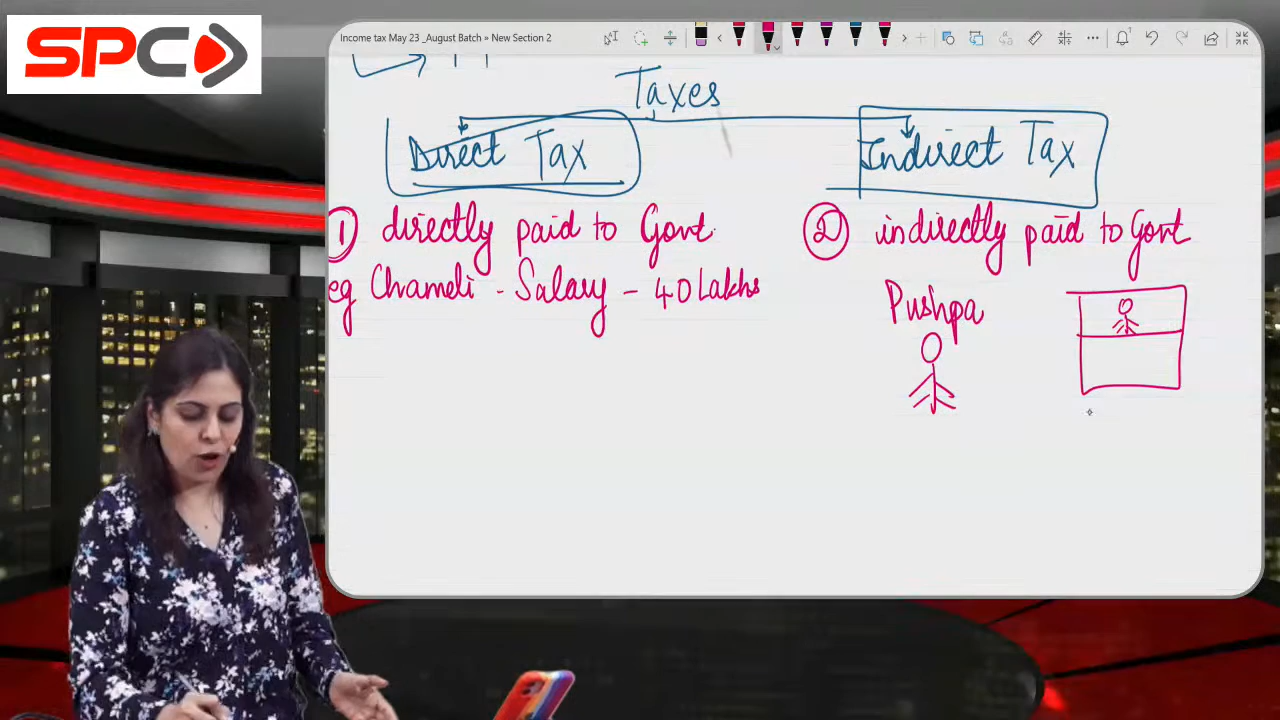 SPC
Income tax May 23 _August Batch » New Section 2
Taxes
Direct Tax
Indirect Tax
① directly paid to Govt.
② indirectly paid to Govt
eg Chameli - Salary - 40 Lakhs
Pushpa